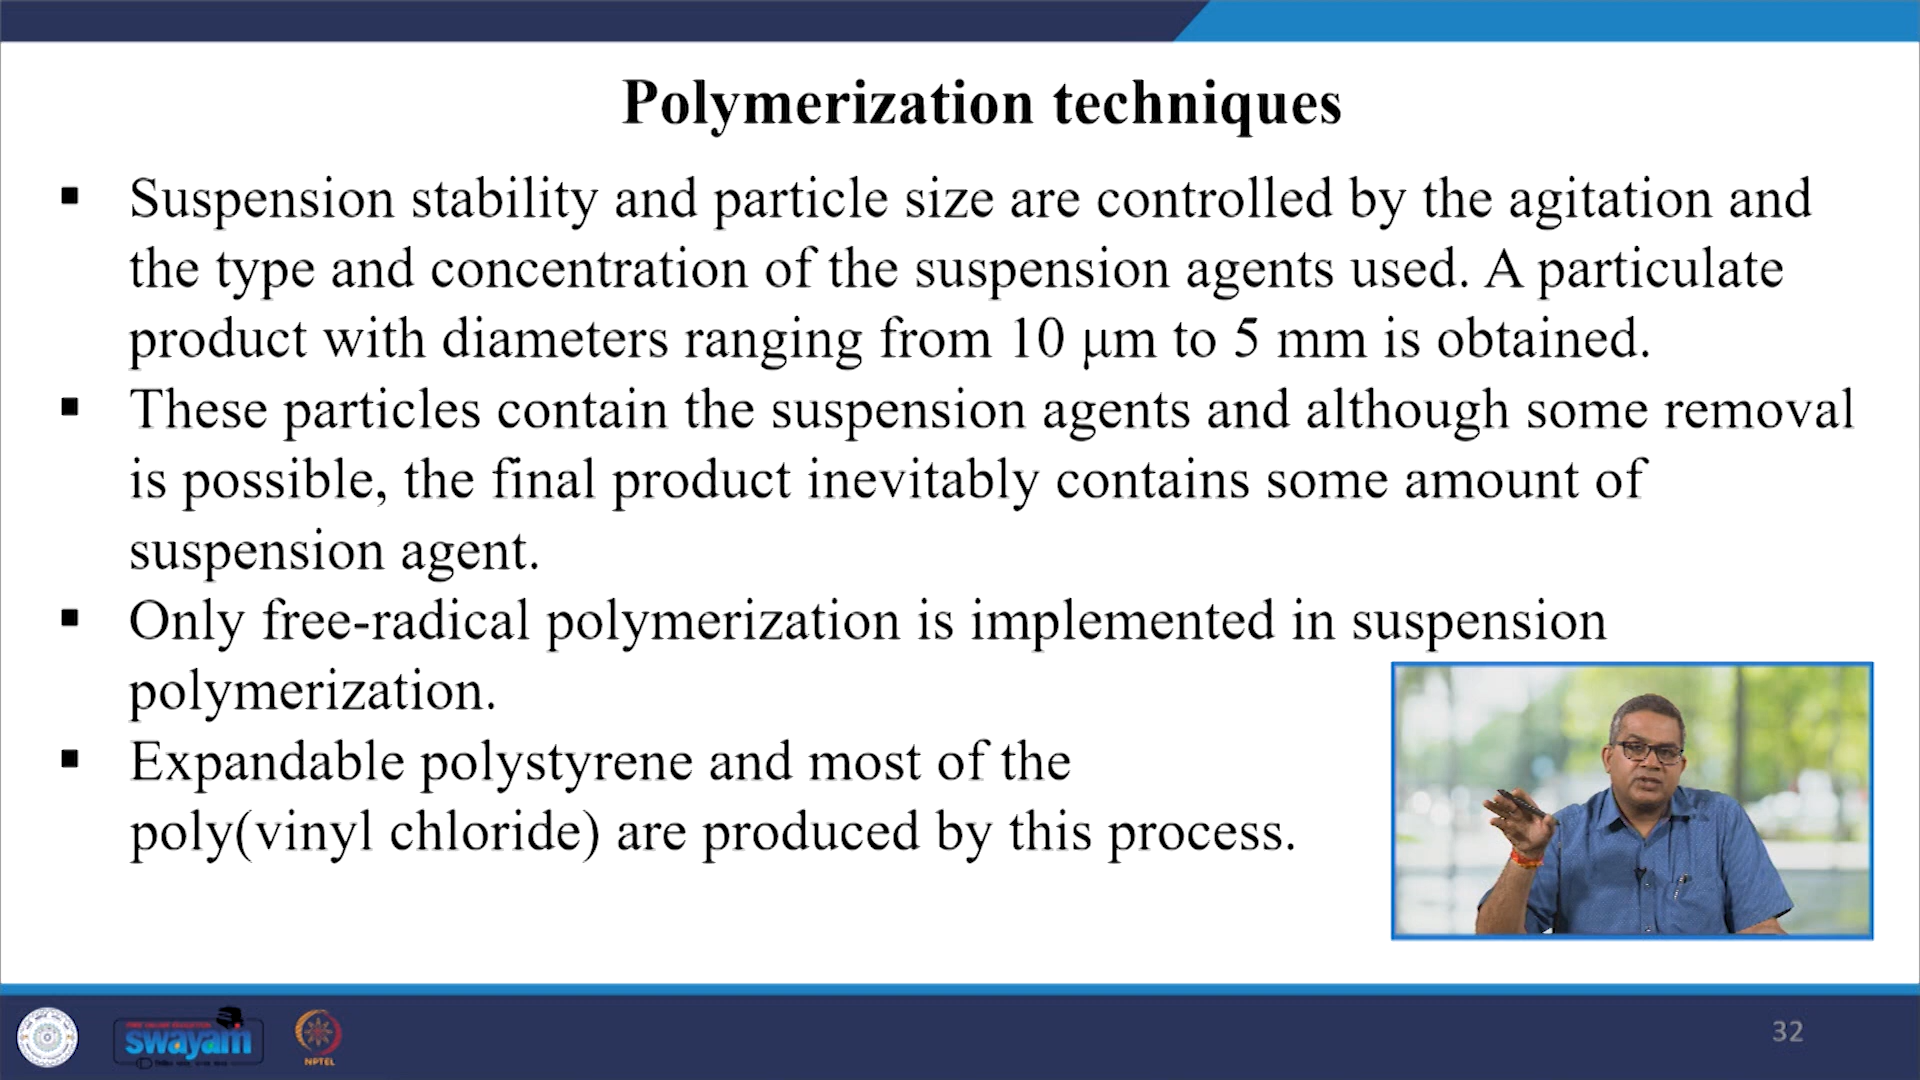 Polymerization techniques
▪ Suspension stability and particle size are controlled by the agitation and
the type and concentration of the suspension agents used. A particulate
product with diameters ranging from 10 μm to 5 mm is obtained.
▪ These particles contain the suspension agents and although some removal
is possible, the final product inevitably contains some amount of
suspension agent.
▪ Only free-radical polymerization is implemented in suspension
polymerization.
▪ Expandable polystyrene and most of the
poly(vinyl chloride) are produced by this process.
swayam
NPTEL
32